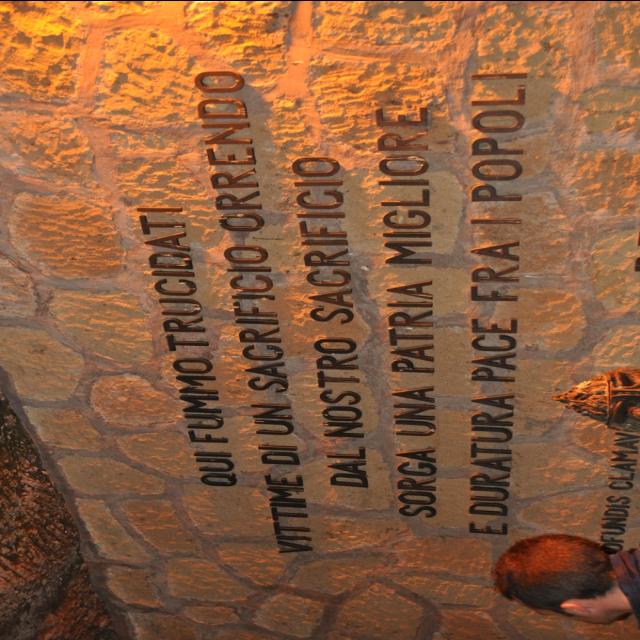 QUI FUMMO TRUCIDATI
VITTIME DI UN SACRIFICIO ORRENDO
DAL NOSTRO SACRIFICIO
SORGA UNA PATRIA MIGLIORE
E DURATURA PACE FRA I POPOLI